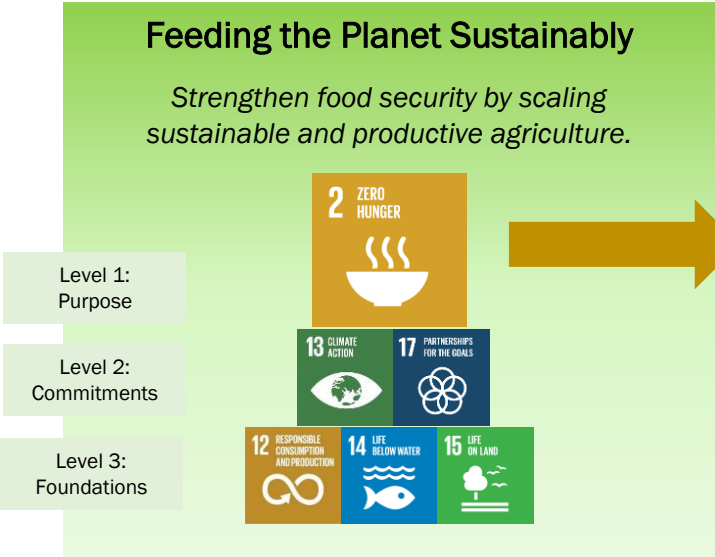 Feeding the Planet Sustainably
Strengthen food security by scaling
sustainable and productive agriculture.
2 ZERO
HUNGER
Level 1:
Purpose
13 CLIMATE
ACTION
17 PARTNERSHIPS
FOR THE GOALS
Level 2:
Commitments
12 RESPONSIBLE
CONSUMPTION
AND PRODUCTION
14 LIFE
BELOW WATER
15 LIFE
ON LAND
Level 3:
Foundations